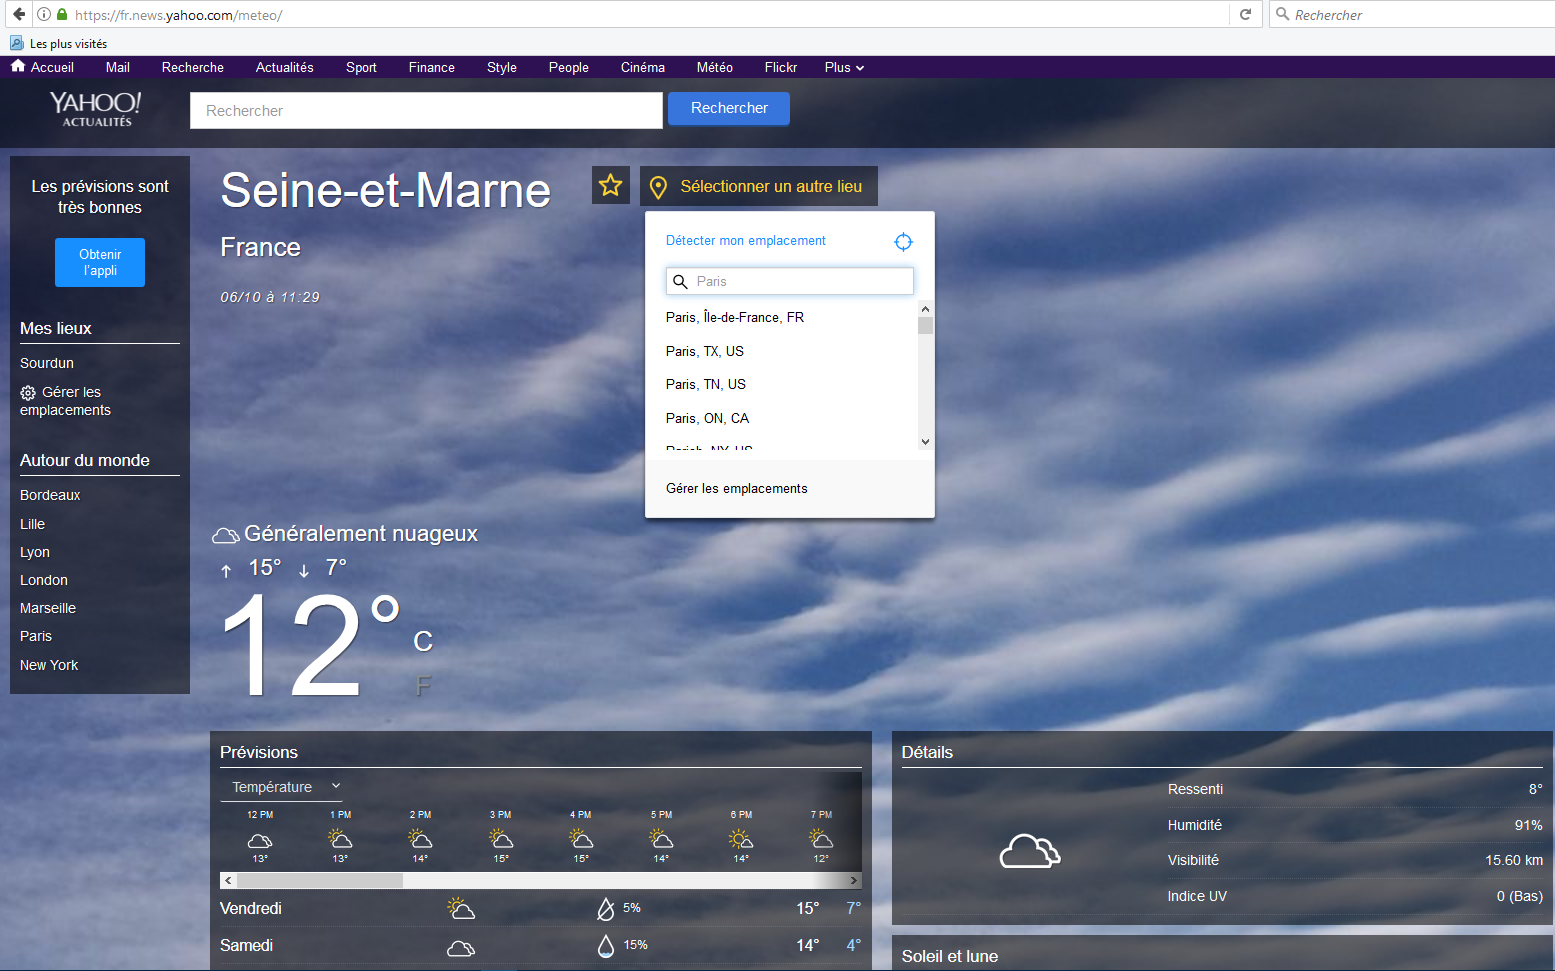 https://fr.news.yahoo.com/meteo/
Rechercher
Les plus visités
Accueil Mail Recherche Actualités Sport Finance Style People Cinéma Météo Flickr Plus
YAHOO!
ACTUALITÉS
Rechercher
Rechercher
Les prévisions sont
très bonnes
Obtenir
l'appli
Mes lieux
Sourdun
Gérer les
emplacements
Autour du monde
Bordeaux
Lille
Lyon
London
Marseille
Paris
New York
Seine-et-Marne
France
06/10 à 11:29
Sélectionner un autre lieu
Détecter mon emplacement
Paris
Paris, Île-de-France, FR
Paris, TX, US
Paris, TN, US
Paris, ON, CA
Parish, NY, US
Gérer les emplacements
Généralement nuageux
↑ 15° ↓ 7°
12° C
F
Prévisions
Température
12 PM 1 PM 2 PM 3 PM 4 PM 5 PM 6 PM 7 PM
13° 13° 14° 15° 15° 14° 14° 12°
Vendredi 5% 15° 7°
Samedi 15% 14° 4°
Détails
Ressenti 8°
Humidité 91%
Visibilité 15.60 km
Indice UV 0 (Bas)
Soleil et lune